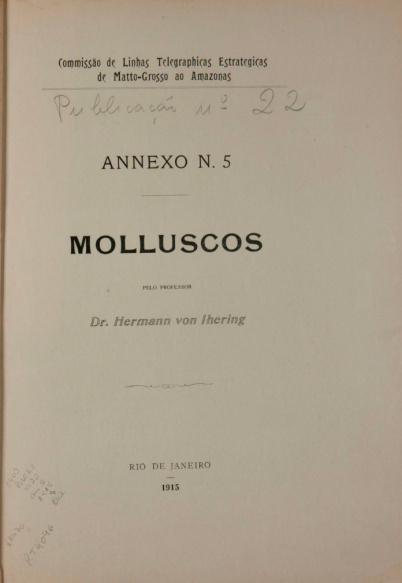 Commissão de Linhas Telegraphicas Estrategicas
de Matto-Grosso ao Amazonas
Publicação nº 22
ANNEXO N. 5
MOLLUSCOS
PELO PROFESSOR
Dr. Hermann von Ihering
RIO DE JANEIRO
1915